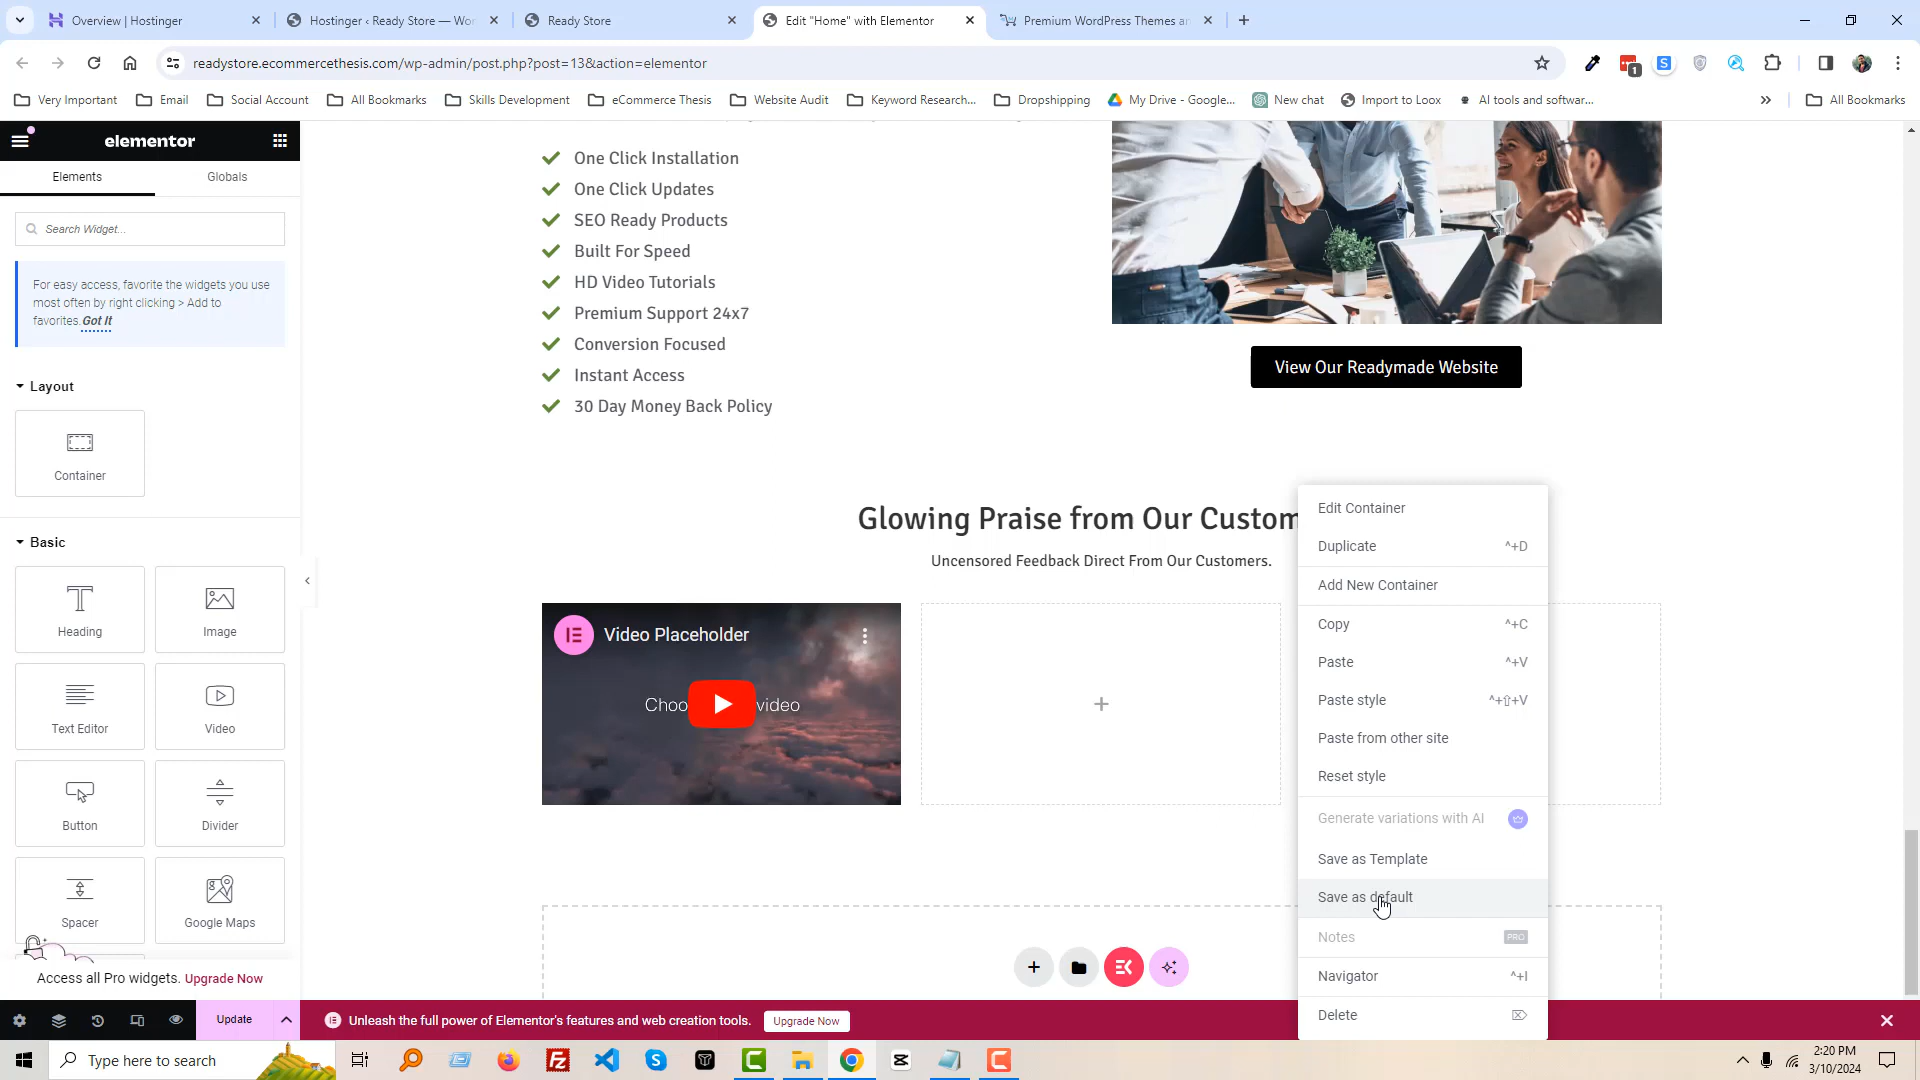 Overview | Hostinger
Hostinger ‹ Ready Store — Wor
Ready Store
Edit "Home" with Elementor
Premium WordPress Themes an
readystore.ecommercethesis.com/wp-admin/post.php?post=13&action=elementor
1
S
Very Important
Email
Social Account
All Bookmarks
Skills Development
eCommerce Thesis
Website Audit
Keyword Research...
Dropshipping
My Drive - Google...
New chat
Import to Loox
AI tools and softwar...
All Bookmarks
elementor
Elements
Globals
Search Widget...
For easy access, favorite the widgets you use
most often by right clicking > Add to
favorites. Got It
Layout
Container
Basic
Heading
Image
Text Editor
Video
Button
Divider
Spacer
Google Maps
Access all Pro widgets. Upgrade Now
Update
One Click Installation
One Click Updates
SEO Ready Products
Built For Speed
HD Video Tutorials
Premium Support 24x7
Conversion Focused
Instant Access
30 Day Money Back Policy
View Our Readymade Website
Glowing Praise from Our Custom
Uncensored Feedback Direct From Our Customers.
Video Placeholder
Choo video
Edit Container
Duplicate ^+D
Add New Container
Copy ^+C
Paste ^+V
Paste style ^+⇧+V
Paste from other site
Reset style
Generate variations with AI
Save as Template
Save as default
Notes PRO
Navigator ^+I
Delete
Unleash the full power of Elementor's features and web creation tools.
Upgrade Now
Type here to search
2:20 PM
3/10/2024